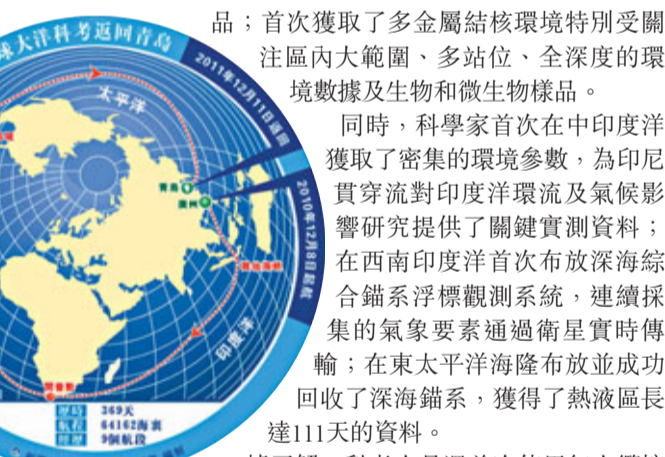 品；首次獲取了多金屬結核環境特別受關
注區內大範圍、多站位、全深度的環
境數據及生物和微生物樣品。
同時，科學家首次在中印度洋
獲取了密集的環境參數，為印尼
貫穿流對印度洋環流及氣候影
響研究提供了關鍵實測資料；
在西南印度洋首次布放深海綜
合錨系浮標觀測系統，連續採
集的氣象要素通過衛星實時傳
輸；在東太平洋海隆布放並成功
回收了深海錨系，獲得了熱液區長
達111天的資料。
球大洋科考返回青島
2011年12月11日返回
2010年12月8日起航
太平洋
青島
廣州
印度洋
好望角
歷時 369天
航程 64162海裏
經歷 9個航段